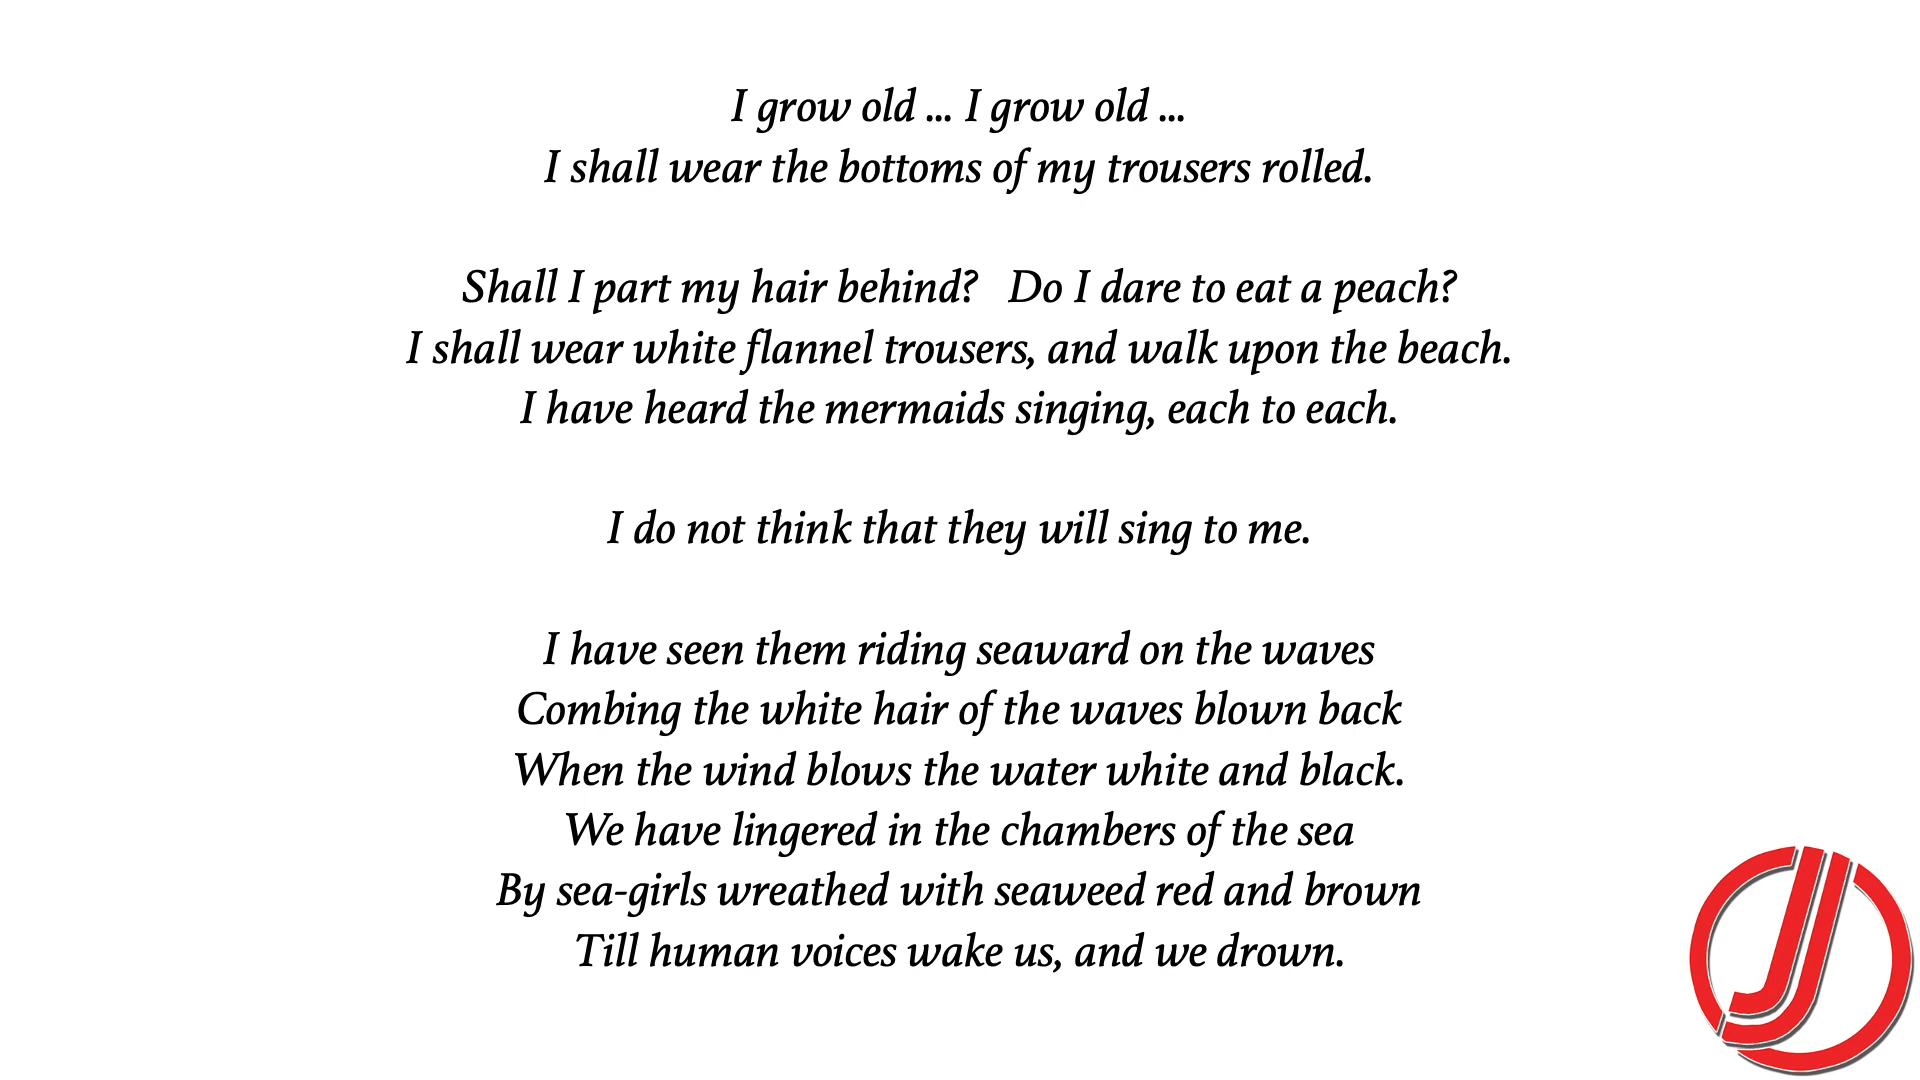 I grow old ... I grow old ...
I shall wear the bottoms of my trousers rolled.
Shall I part my hair behind?   Do I dare to eat a peach?
I shall wear white flannel trousers, and walk upon the beach.
I have heard the mermaids singing, each to each.
I do not think that they will sing to me.
I have seen them riding seaward on the waves
Combing the white hair of the waves blown back
When the wind blows the water white and black.
We have lingered in the chambers of the sea
By sea-girls wreathed with seaweed red and brown
Till human voices wake us, and we drown.